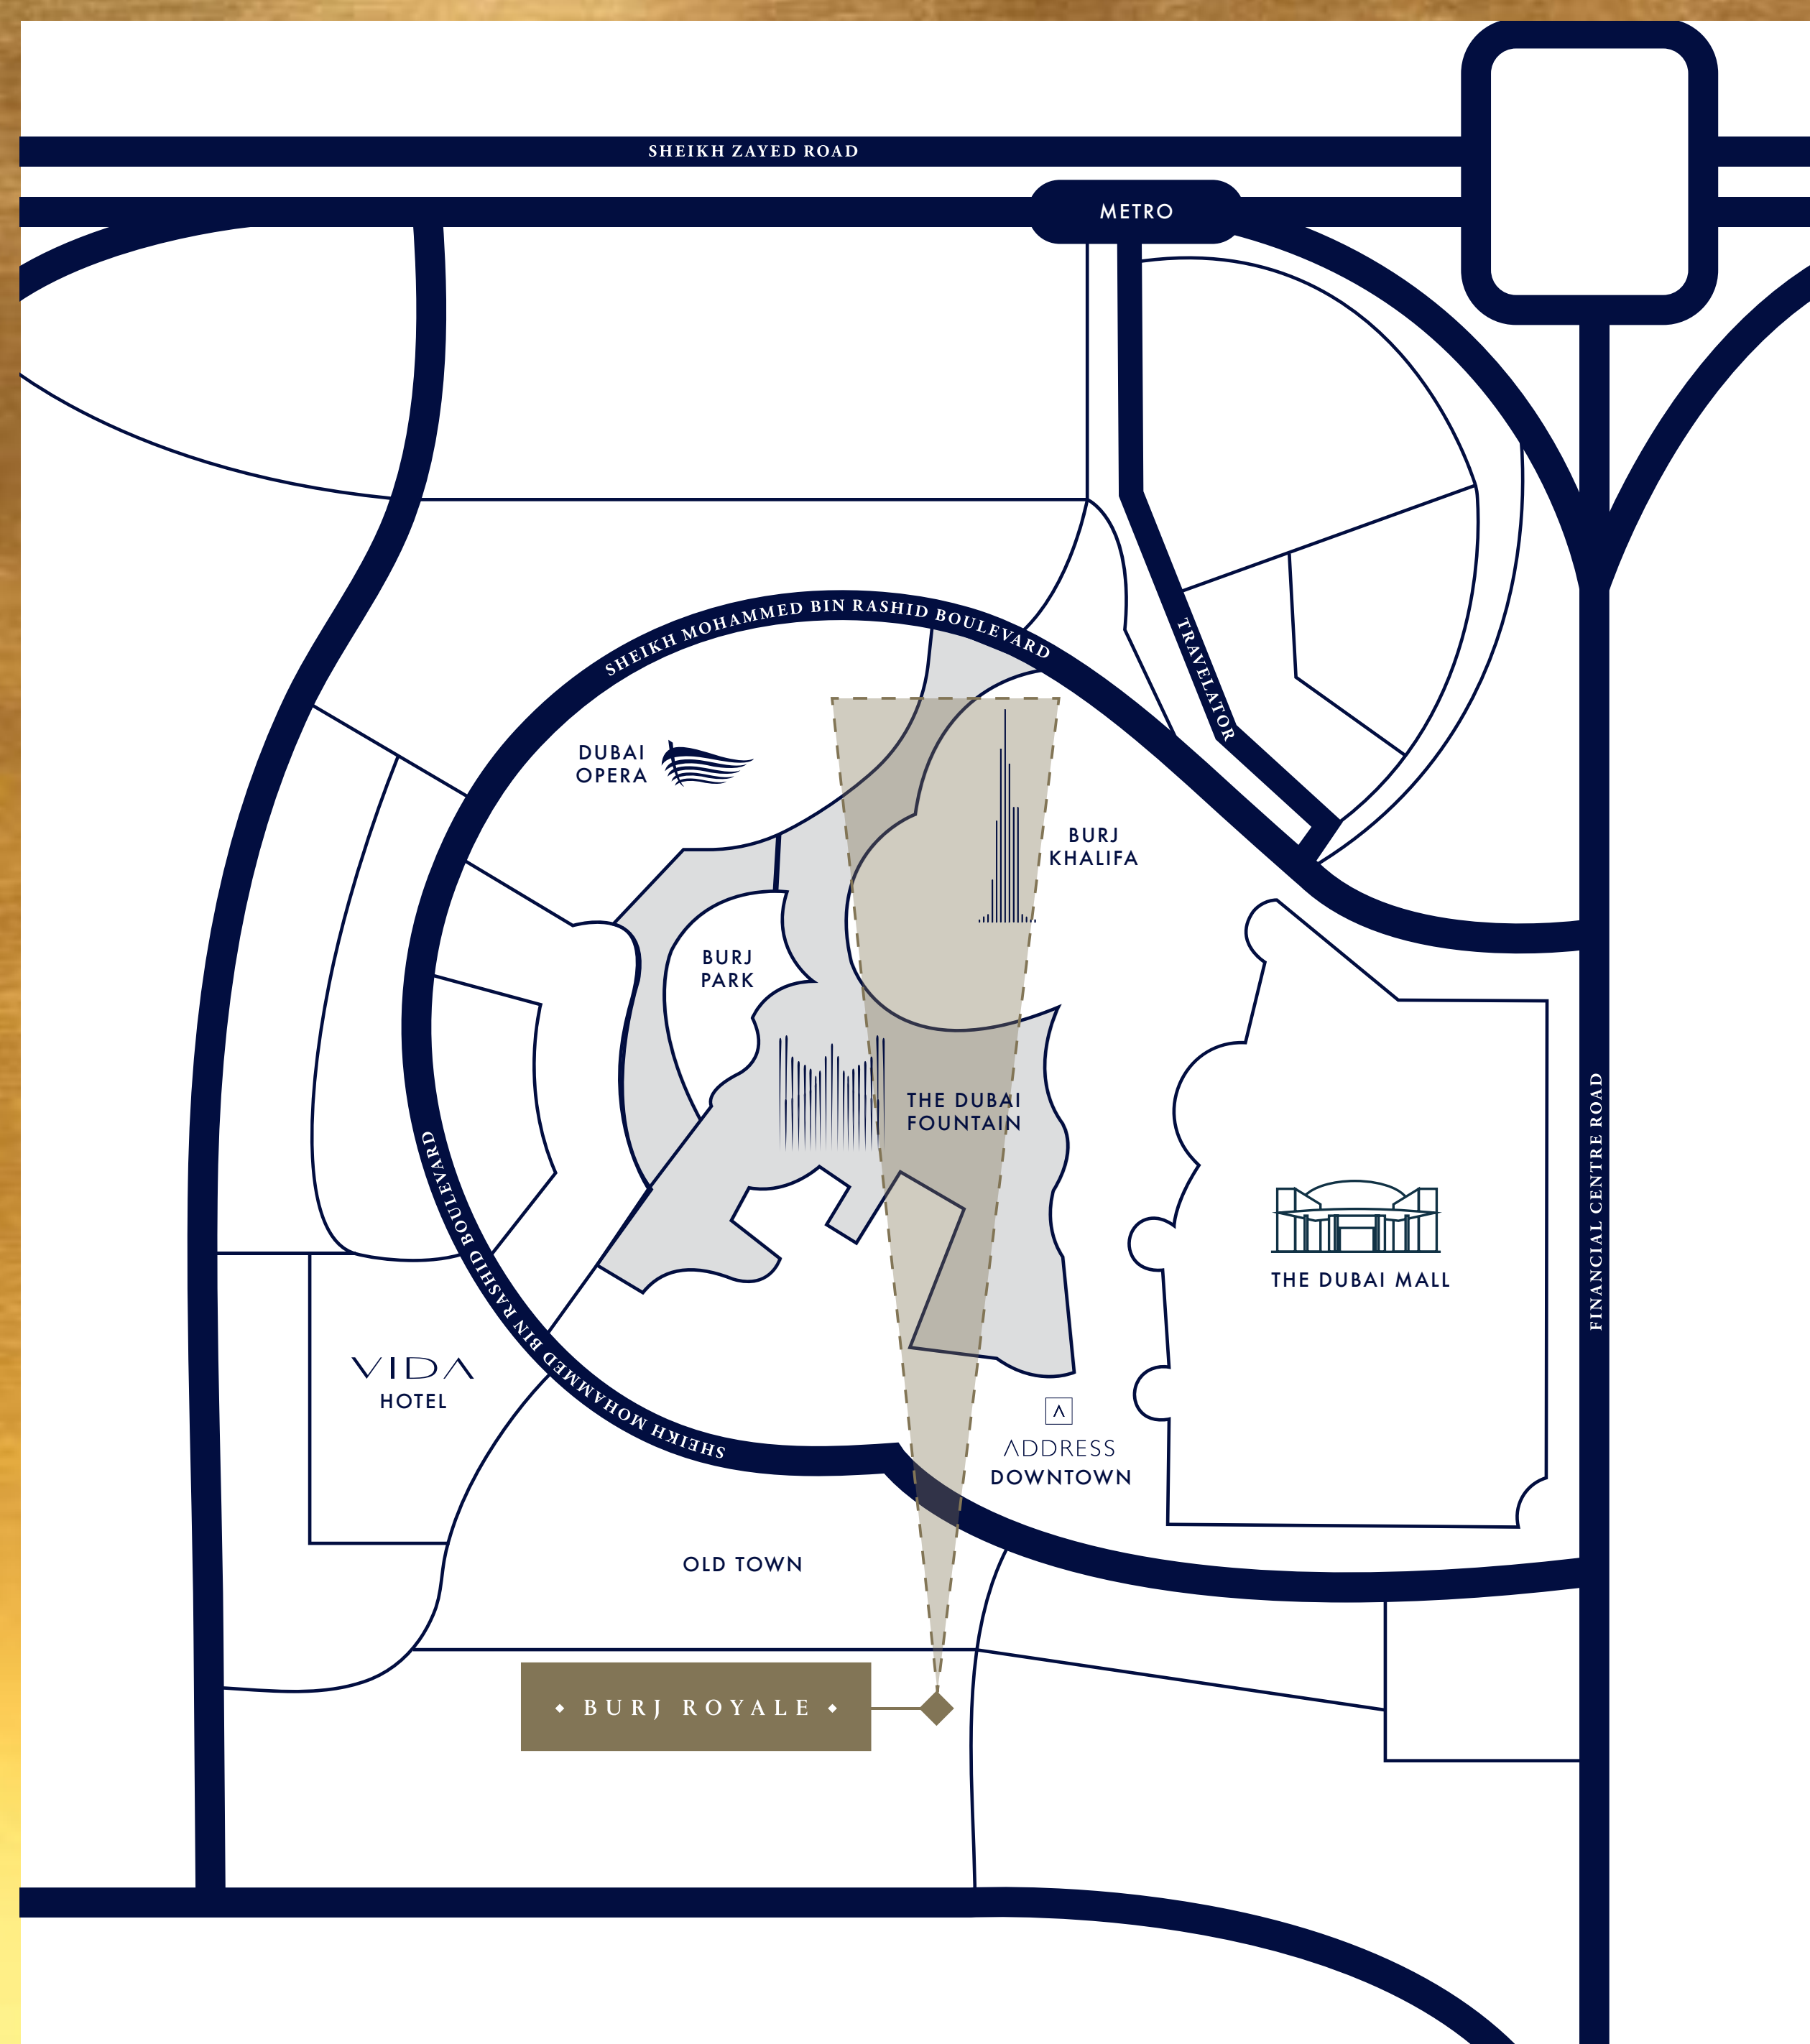 SHEIKH ZAYED ROAD
METRO
SHEIKH MOHAMMED BIN RASHID BOULEVARD
TRAVELATOR
DUBAI
OPERA
BURJ
KHALIFA
BURJ
PARK
THE DUBAI
FOUNTAIN
FINANCIAL CENTRE ROAD
THE DUBAI MALL
SHEIKH MOHAMMED BIN RASHID BOULEVARD
VIDA
HOTEL
ADDRESS
DOWNTOWN
OLD TOWN
BURJ ROYALE